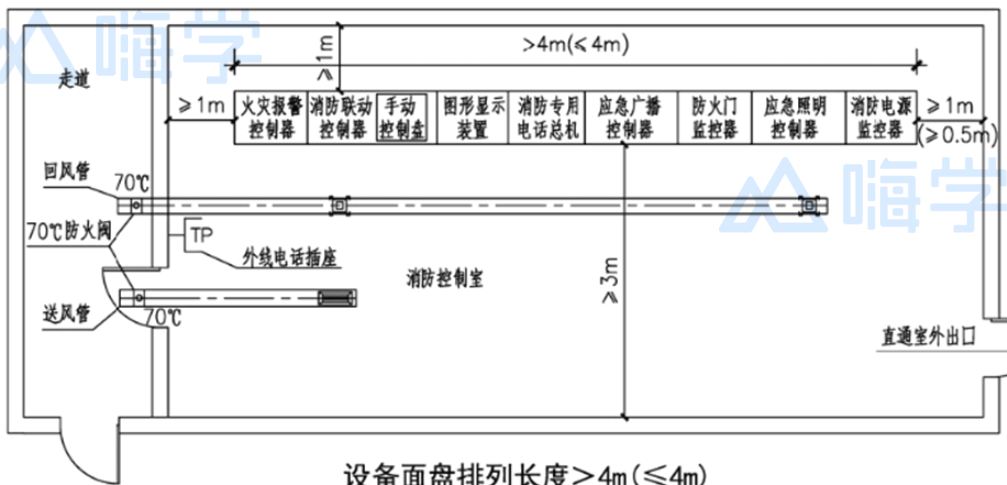 嗨学
>4m(≤4m)
≥1m
走道
≥1m
火灾报警
控制器
消防联动
控制器
手动
控制盘
图形显示
装置
消防专用
电话总机
应急广播
控制器
防火门
监控器
应急照明
控制器
消防电源
监控器
≥1m
(≥0.5m)
嗨学
回风管
70℃
70℃防火阀
TP
外线电话插座
消防控制室
≥3m
送风管
70℃
直通室外出口
设备面盘排列长度>4m(≤4m)